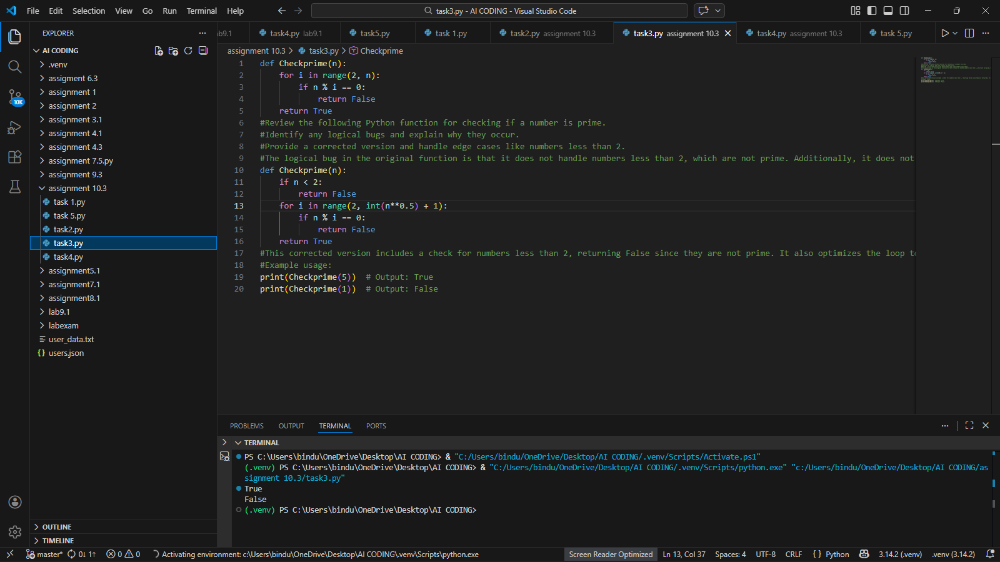 File Edit Selection View Go Run Terminal Help
task3.py - AI CODING - Visual Studio Code
EXPLORER
AI CODING
.venv
assigment 6.3
assignment 1
assignment 2
assignment 3.1
assignment 4.1
assignment 4.3
assignment 7.5.py
assignment 9.3
assignment 10.3
task 1.py
task 5.py
task2.py
task3.py
task4.py
assignment5.1
assignment7.1
assignment8.1
lab9.1
labexam
user_data.txt
users.json
OUTLINE
TIMELINE
10K
ab9.1 task4.py lab9.1 task5.py task 1.py task2.py assignment 10.3 task3.py assignment 10.3 task4.py assignment 10.3 task 5.py
assignment 10.3 > task3.py > Checkprime
1 def Checkprime(n):
2 for i in range(2, n):
3 if n % i == 0:
4 return False
5 return True
6 #Review the following Python function for checking if a number is prime.
7 #Identify any logical bugs and explain why they occur.
8 #Provide a corrected version and handle edge cases like numbers less than 2.
9 #The logical bug in the original function is that it does not handle numbers less than 2, which are not prime. Additionally, it does not
10 def Checkprime(n):
11 if n < 2:
12 return False
13 for i in range(2, int(n**0.5) + 1):
14 if n % i == 0:
15 return False
16 return True
17 #This corrected version includes a check for numbers less than 2, returning False since they are not prime. It also optimizes the loop to
18 #Example usage:
19 print(Checkprime(5)) # Output: True
20 print(Checkprime(1)) # Output: False
PROBLEMS OUTPUT TERMINAL PORTS
TERMINAL
PS C:\Users\bindu\OneDrive\Desktop\AI CODING> & "C:/Users/bindu/OneDrive/Desktop/AI CODING/.venv/Scripts/Activate.ps1"
(.venv) PS C:\Users\bindu\OneDrive\Desktop\AI CODING> & "C:/Users/bindu/OneDrive/Desktop/AI CODING/.venv/Scripts/python.exe" "c:/Users/bindu/OneDrive/Desktop/AI CODING/as
signment 10.3/task3.py"
True
False
(.venv) PS C:\Users\bindu\OneDrive\Desktop\AI CODING>
master* 0↓ 1↑ 0 0 Activating environment: c:\Users\bindu\OneDrive\Desktop\AI CODING\.venv\Scripts\python.exe Screen Reader Optimized Ln 13, Col 37 Spaces: 4 UTF-8 CRLF { } Python 3.14.2 (.venv) .venv (3.14.2)